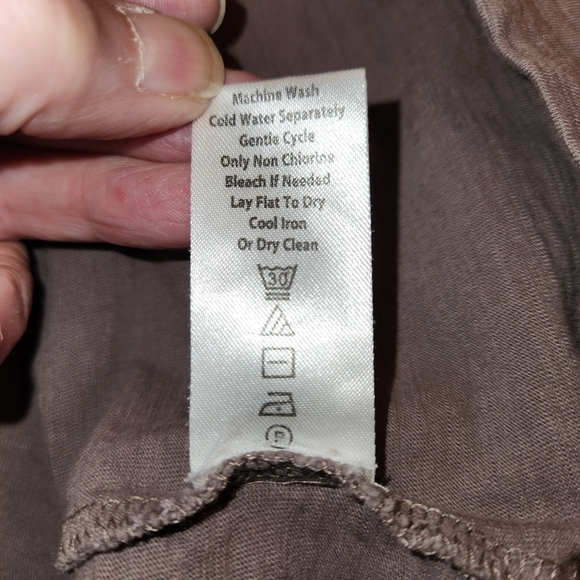 Machine Wash
Cold Water Separately
Gentle Cycle
Only Non Chlorine
Bleach If Needed
Lay Flat To Dry
Cool Iron
Or Dry Clean
30
P